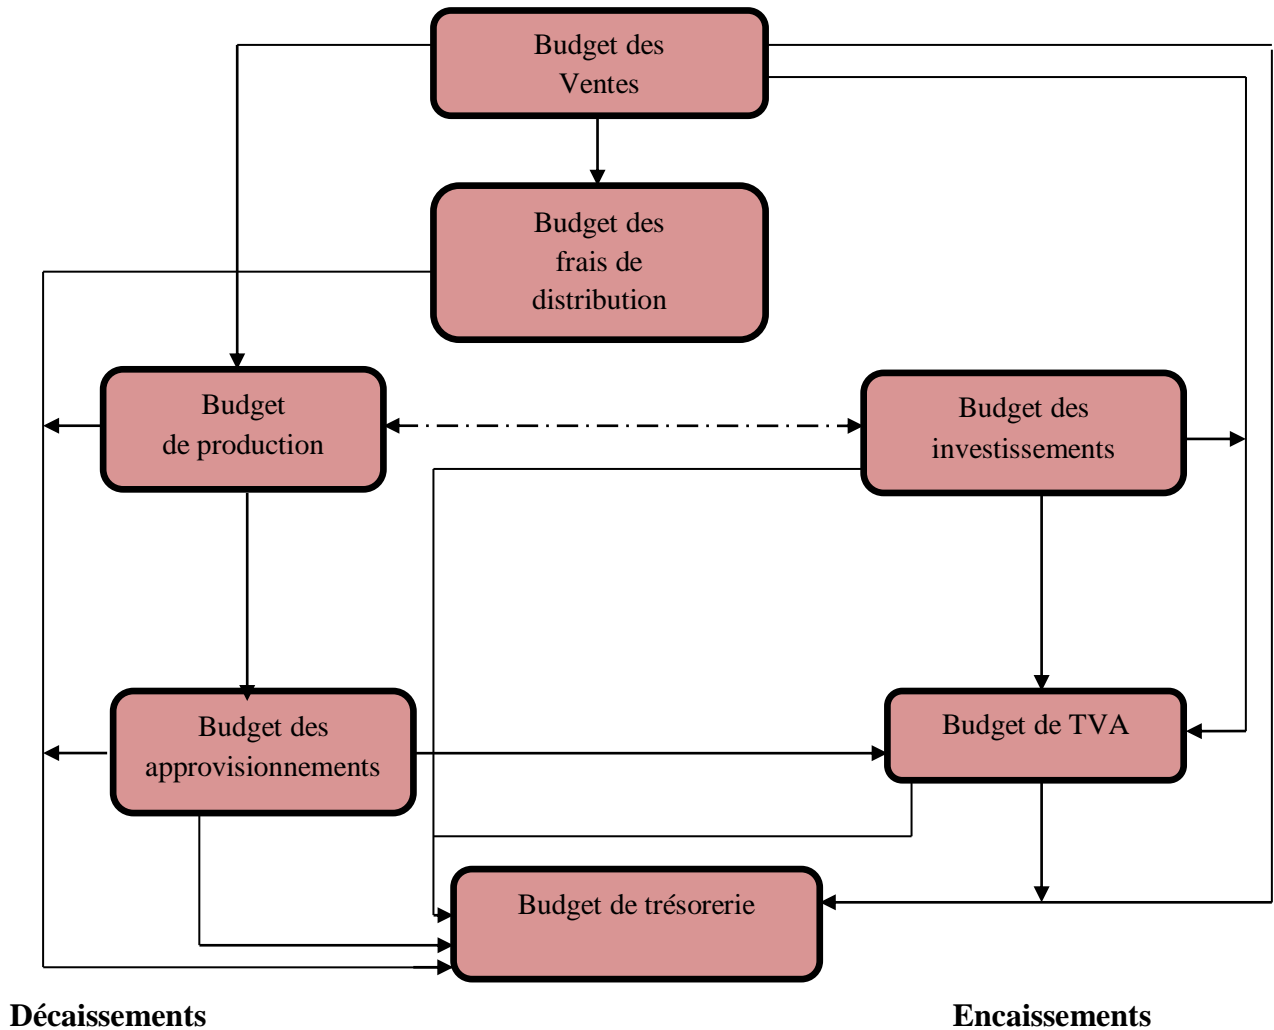 Budget des
Ventes
Budget des
frais de
distribution
Budget
de production
Budget des
investissements
Budget des
approvisionnements
Budget de TVA
Budget de trésorerie
Décaissements
Encaissements